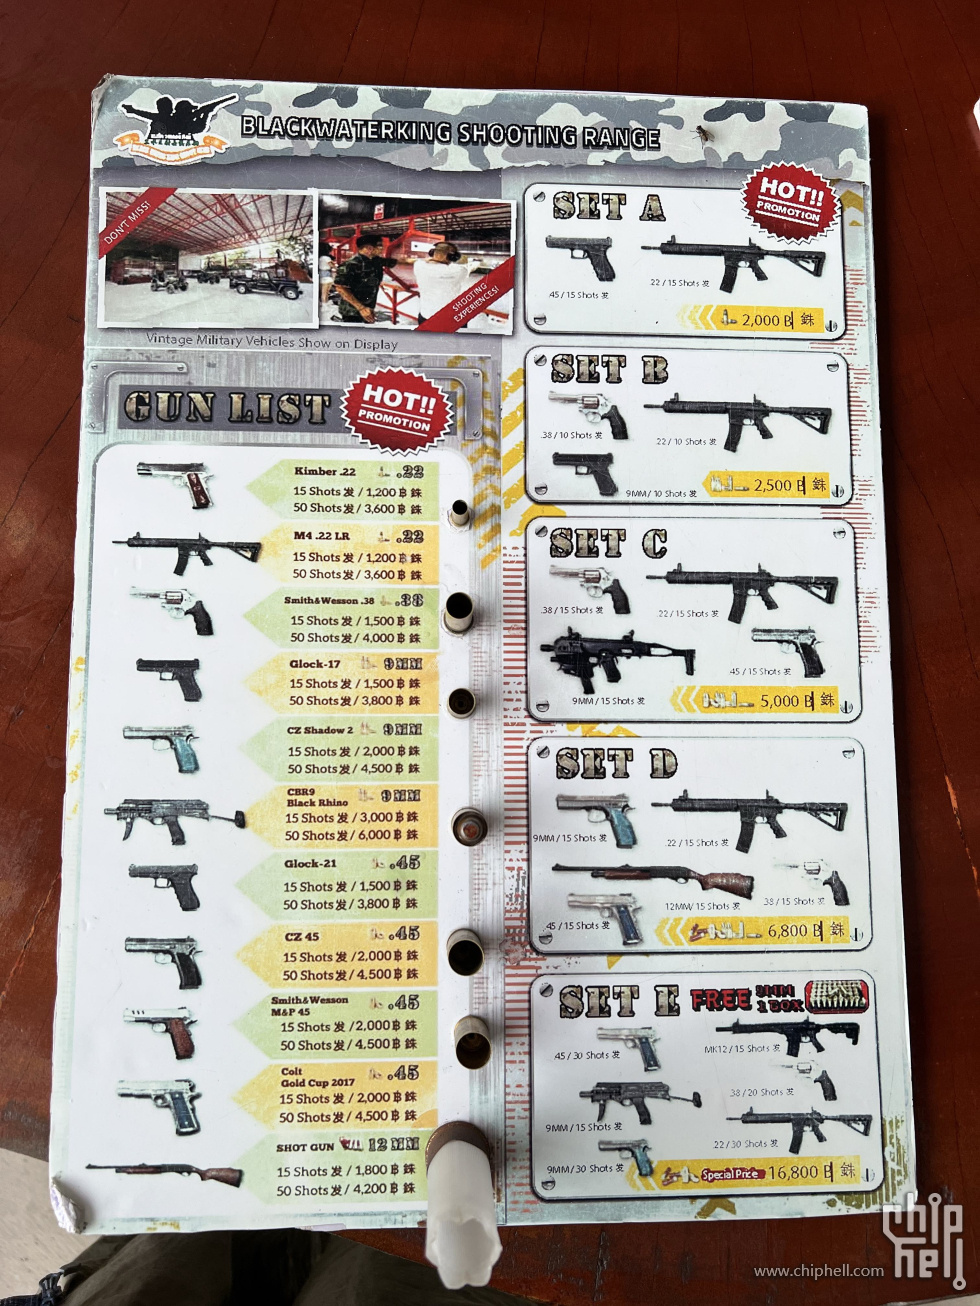 BLACKWATERKING SHOOTING RANGE
DON'T MISS!
SHOOTING
EXPERIENCES!
Vintage Military Vehicles Show on Display
GUN LIST
HOT!!
PROMOTION
Kimber .22 .22
15 Shots 发 / 1,200 ฿ 銖
50 Shots 发 / 3,600 ฿ 銖
M4 .22 LR .22
15 Shots 发 / 1,200 ฿ 銖
50 Shots 发 / 3,600 ฿ 銖
Smith&Wesson .38 .38
15 Shots 发 / 1,500 ฿ 銖
50 Shots 发 / 4,000 ฿ 銖
Glock-17 9MM
15 Shots 发 / 1,500 ฿ 銖
50 Shots 发 / 3,800 ฿ 銖
CZ Shadow 2 9MM
15 Shots 发 / 2,000 ฿ 銖
50 Shots 发 / 4,500 ฿ 銖
CBR9
Black Rhino 9MM
15 Shots 发 / 3,000 ฿ 銖
50 Shots 发 / 6,000 ฿ 銖
Glock-21 .45
15 Shots 发 / 1,500 ฿ 銖
50 Shots 发 / 3,800 ฿ 銖
CZ 45 .45
15 Shots 发 / 2,000 ฿ 銖
50 Shots 发 / 4,500 ฿ 銖
Smith&Wesson
M&P 45 .45
15 Shots 发 / 2,000 ฿ 銖
50 Shots 发 / 4,500 ฿ 銖
Colt
Gold Cup 2017 .45
15 Shots 发 / 2,000 ฿ 銖
50 Shots 发 / 4,500 ฿ 銖
SHOT GUN 12 MM
15 Shots 发 / 1,800 ฿ 銖
50 Shots 发 / 4,200 ฿ 銖
SET A
HOT!!
PROMOTION
.45 / 15 Shots 发
.22 / 15 Shots 发
2,000 ฿ 銖
SET B
.38 / 10 Shots 发
.22 / 10 Shots 发
9MM / 10 Shots 发
2,500 ฿ 銖
SET C
.38 / 15 Shots 发
.22 / 15 Shots 发
.45 / 15 Shots 发
9MM / 15 Shots 发
5,000 ฿ 銖
SET D
9MM / 15 Shots 发
.22 / 15 Shots 发
12MM/ 15 Shots 发
.38 / 15 Shots 发
.45 / 15 Shots 发
6,800 ฿ 銖
SET E FREE 9MM
1 BOX
.45 / 30 Shots 发
MK12 / 15 Shots 发
.38 / 20 Shots 发
9MM / 15 Shots 发
.22 / 30 Shots 发
9MM / 30 Shots 发
Special Price 16,800 ฿ 銖
chip
hell
www.chiphell.com